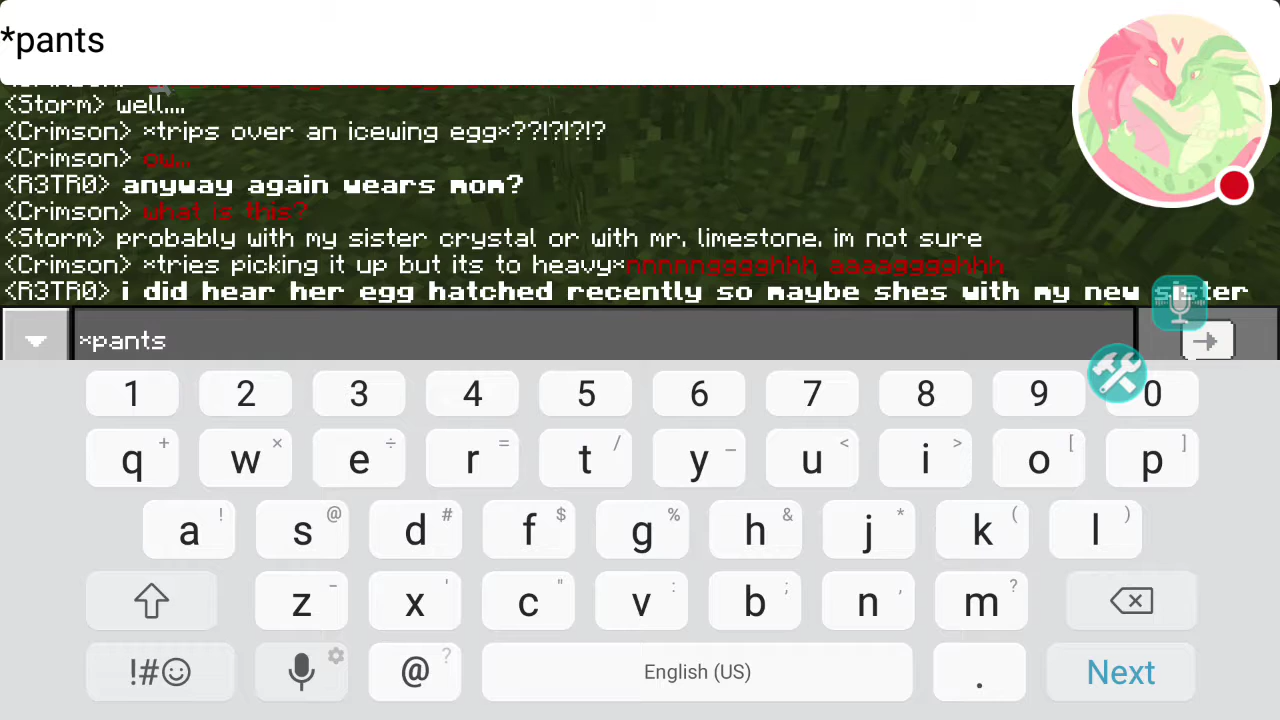 *pants
<Storm> well....
<Crimson> *trips over an icewing egg*??!?!?!?
<Crimson> ow...
<R3TR0> anyway again wears mom?
<Crimson> what is this?
<Storm> probably with my sister crystal or with mr. limestone. im not sure
<Crimson> *tries picking it up but its to heavy*nnnnngggghhh aaaaggggghhh
<R3TR0> i did hear her egg hatched recently so maybe shes with my new sister
*pants
1 2 3 4 5 6 7 8 9 0
q + w × e ÷ r = t / y _ u < i > o [ p ]
a ! s @ d # f $ g % h & j * k ( l )
z - x ' c " v : b ; n , m ?
!#☺ @ ? English (US) . Next